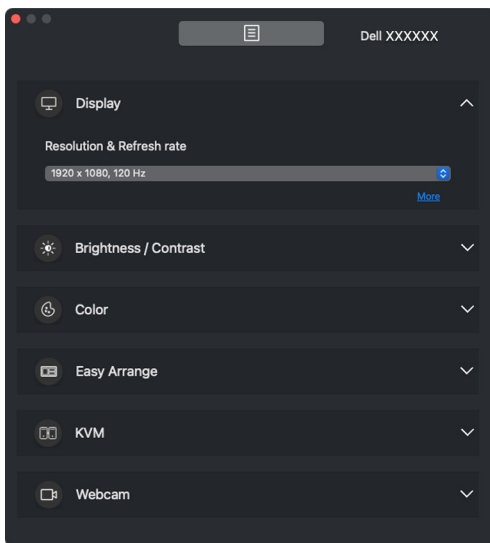 Dell XXXXXX
Display
Resolution & Refresh rate
1920 x 1080, 120 Hz
More
Brightness / Contrast
Color
Easy Arrange
KVM
Webcam